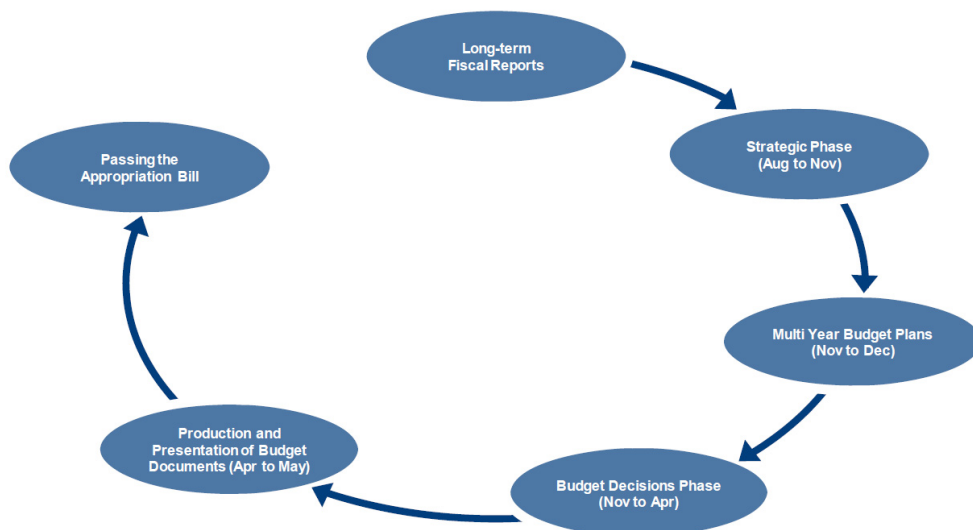 Long-term
Fiscal Reports
Strategic Phase
(Aug to Nov)
Multi Year Budget Plans
(Nov to Dec)
Budget Decisions Phase
(Nov to Apr)
Production and
Presentation of Budget
Documents (Apr to May)
Passing the
Appropriation Bill